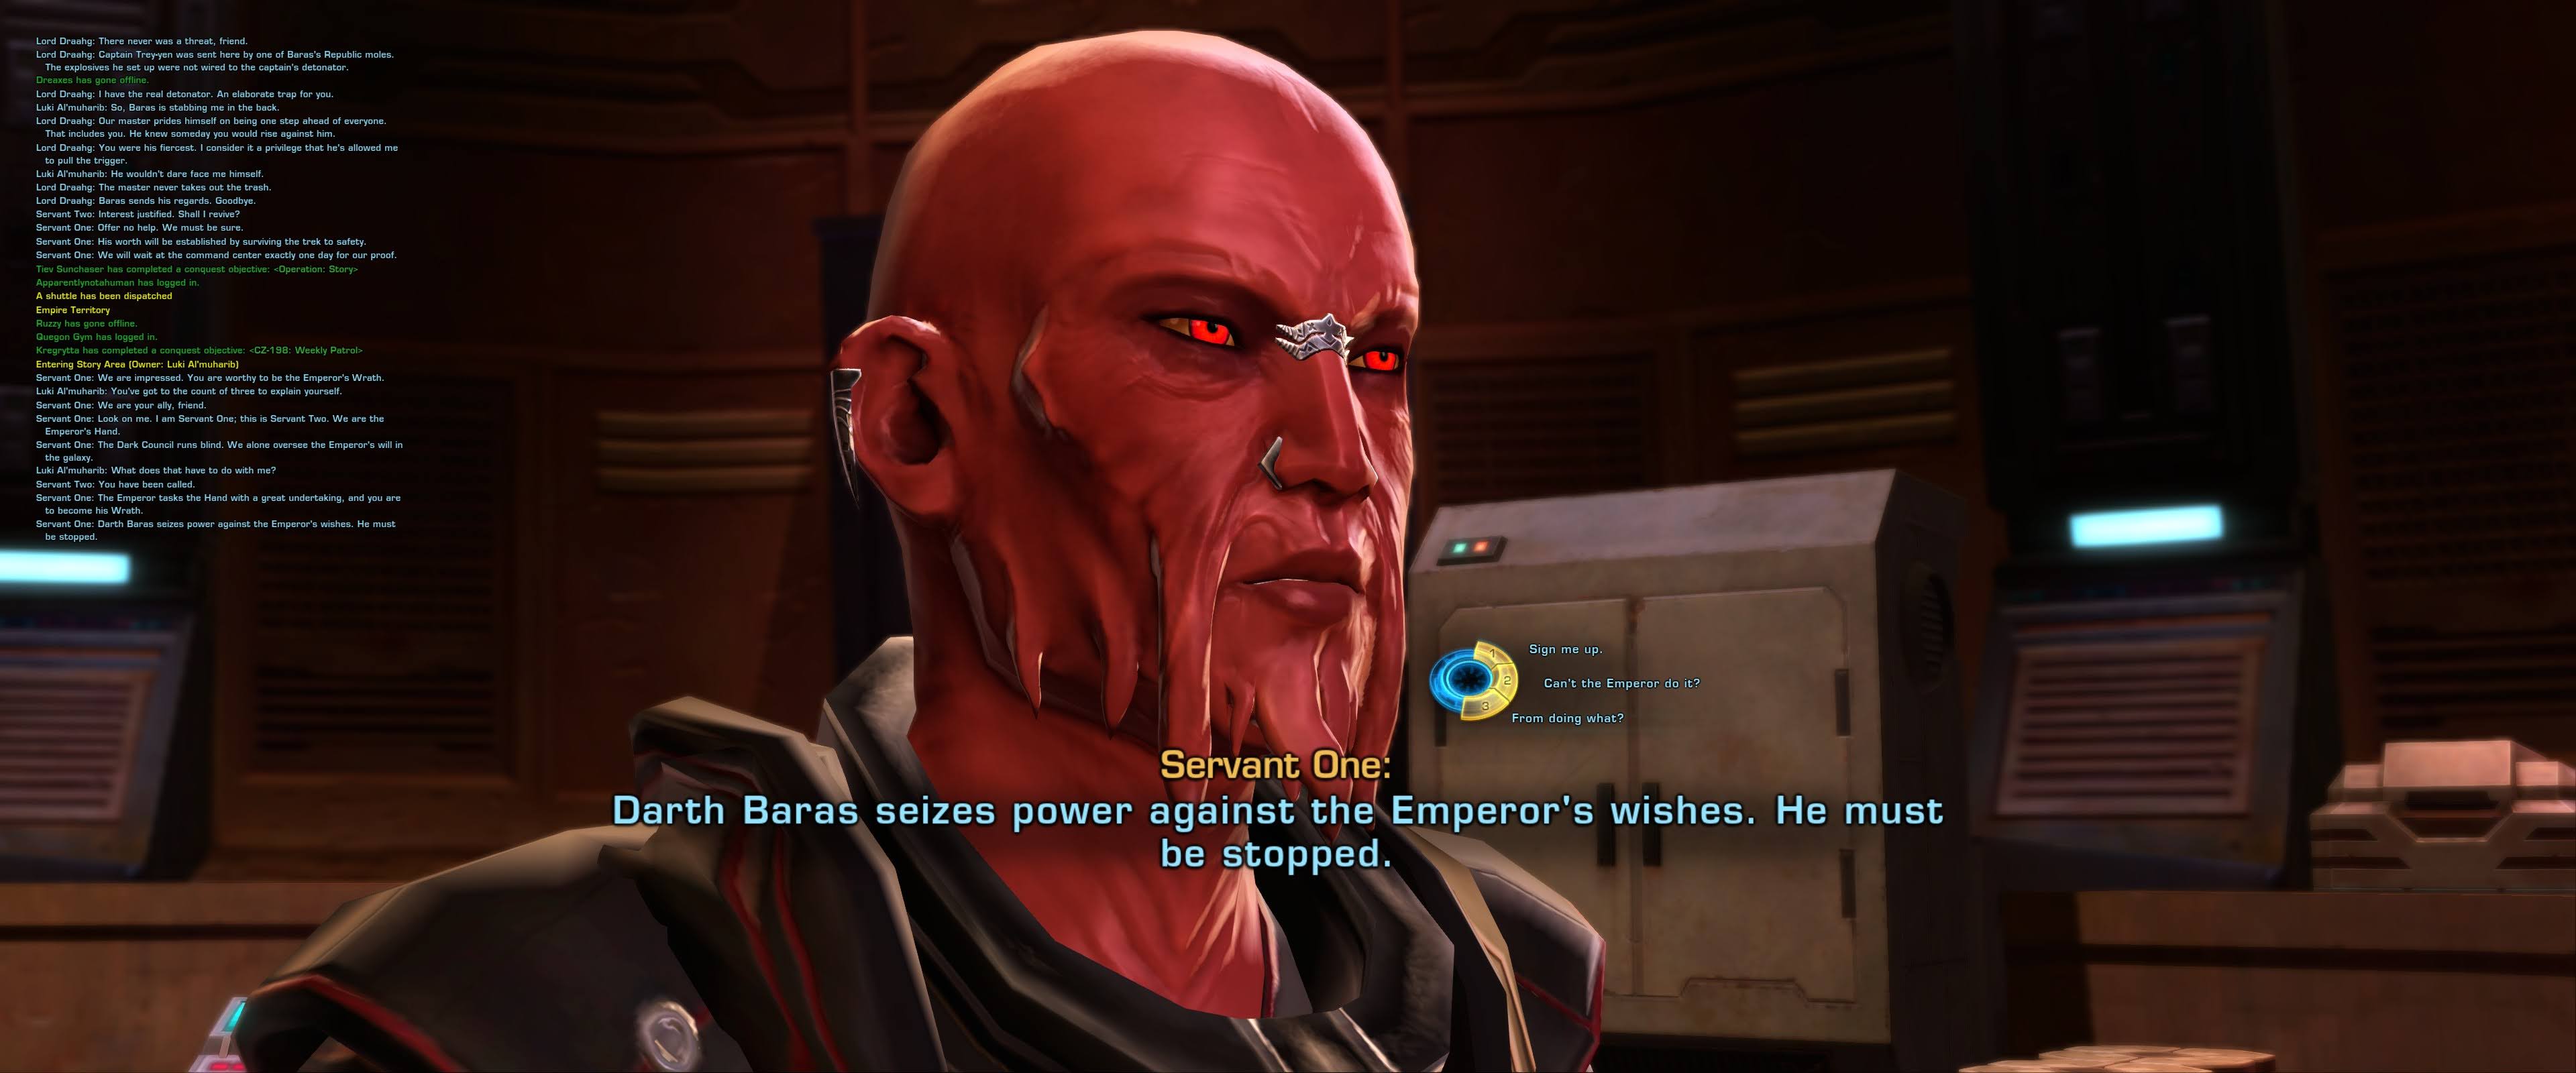 Lord Draahg: There never was a threat, friend.
Lord Draahg: Captain Trey-yen was sent here by one of Baras's Republic moles.
The explosives he set up were not wired to the captain's detonator.
Dreaxes has gone offline.
Lord Draahg: I have the real detonator. An elaborate trap for you.
Luki Al'muharib: So, Baras is stabbing me in the back.
Lord Draahg: Our master prides himself on being one step ahead of everyone.
That includes you. He knew someday you would rise against him.
Lord Draahg: You were his fiercest. I consider it a privilege that he's allowed me
to pull the trigger.
Luki Al'muharib: He wouldn't dare face me himself.
Lord Draahg: The master never takes out the trash.
Lord Draahg: Baras sends his regards. Goodbye.
Servant Two: Interest justified. Shall I revive?
Servant One: Offer no help. We must be sure.
Servant One: His worth will be established by surviving the trek to safety.
Servant One: We will wait at the command center exactly one day for our proof.
Tiev Sunchaser has completed a conquest objective: <Operation: Story>
Apparentlynotahuman has logged in.
A shuttle has been dispatched
Empire Territory
Ruzzy has gone offline.
Quegon Gym has logged in.
Kregrytta has completed a conquest objective: <CZ-198: Weekly Patrol>
Entering Story Area (Owner: Luki Al'muharib)
Servant One: We are impressed. You are worthy to be the Emperor's Wrath.
Luki Al'muharib: You've got to the count of three to explain yourself.
Servant One: We are your ally, friend.
Servant One: Look on me. I am Servant One; this is Servant Two. We are the
Emperor's Hand.
Servant One: The Dark Council runs blind. We alone oversee the Emperor's will in
the galaxy.
Luki Al'muharib: What does that have to do with me?
Servant Two: You have been called.
Servant One: The Emperor tasks the Hand with a great undertaking, and you are
to become his Wrath.
Servant One: Darth Baras seizes power against the Emperor's wishes. He must
be stopped.
1 Sign me up.
2 Can't the Emperor do it?
3 From doing what?
Servant One:
Darth Baras seizes power against the Emperor's wishes. He must
be stopped.